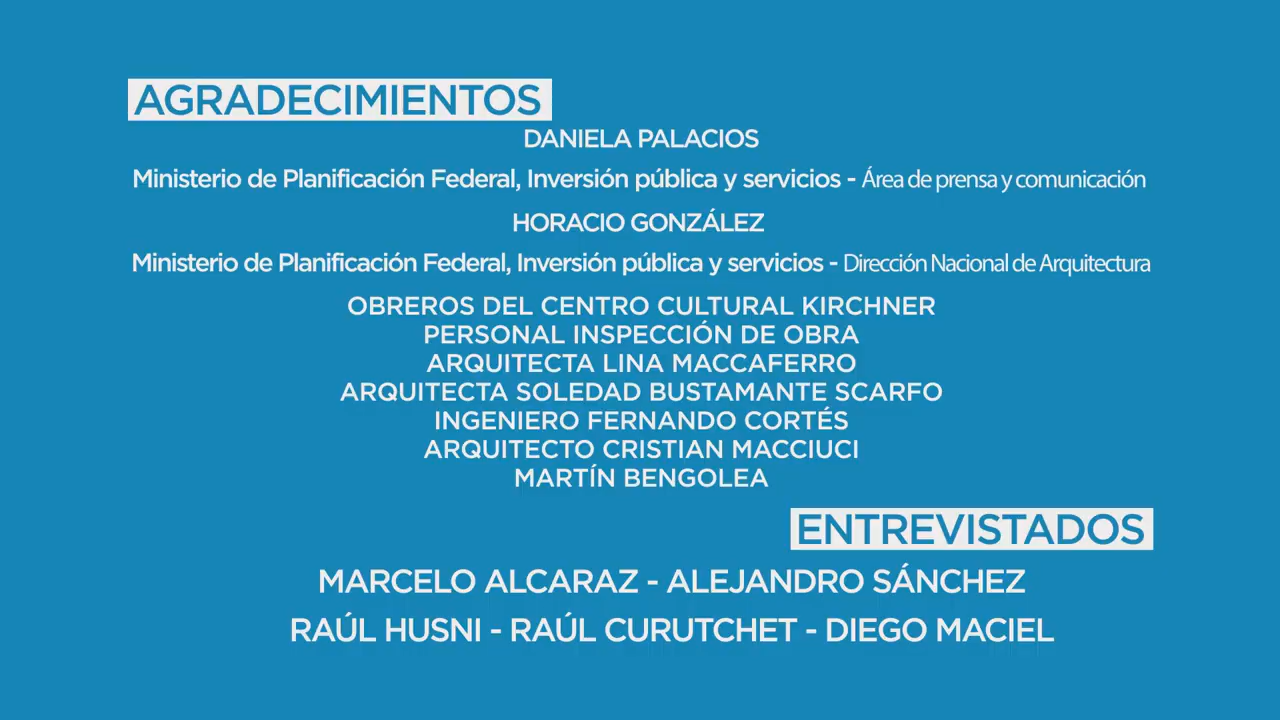 AGRADECIMIENTOS
DANIELA PALACIOS
Ministerio de Planificación Federal, Inversión pública y servicios - Área de prensa y comunicación
HORACIO GONZÁLEZ
Ministerio de Planificación Federal, Inversión pública y servicios - Dirección Nacional de Arquitectura
OBREROS DEL CENTRO CULTURAL KIRCHNER
PERSONAL INSPECCIÓN DE OBRA
ARQUITECTA LINA MACCAFERRO
ARQUITECTA SOLEDAD BUSTAMANTE SCARFO
INGENIERO FERNANDO CORTÉS
ARQUITECTO CRISTIAN MACCIUCI
MARTÍN BENGOLEA
ENTREVISTADOS
MARCELO ALCARAZ - ALEJANDRO SÁNCHEZ
RAÚL HUSNI - RAÚL CURUTCHET - DIEGO MACIEL